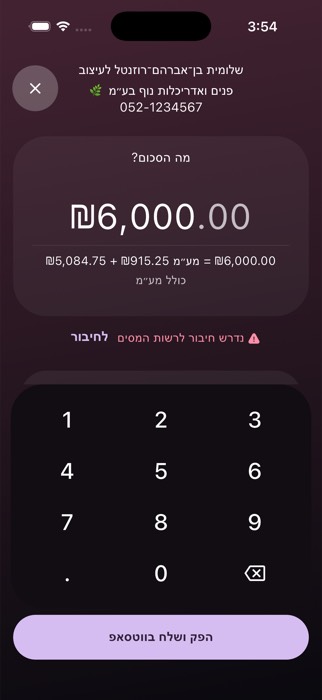 3:54
שלומית בן־אברהם־רוזנטל לעיצוב
פנים ואדריכלות נוף בע״מ 🌿
052-1234567
מה הסכום?
₪6,000.00
₪5,084.75 + ₪915.25 מע״מ = ₪6,000.00
כולל מע״מ
נדרש חיבור לרשות המסים לחיבור
1 2 3
4 5 6
7 8 9
. 0
הפק ושלח בווטסאפ